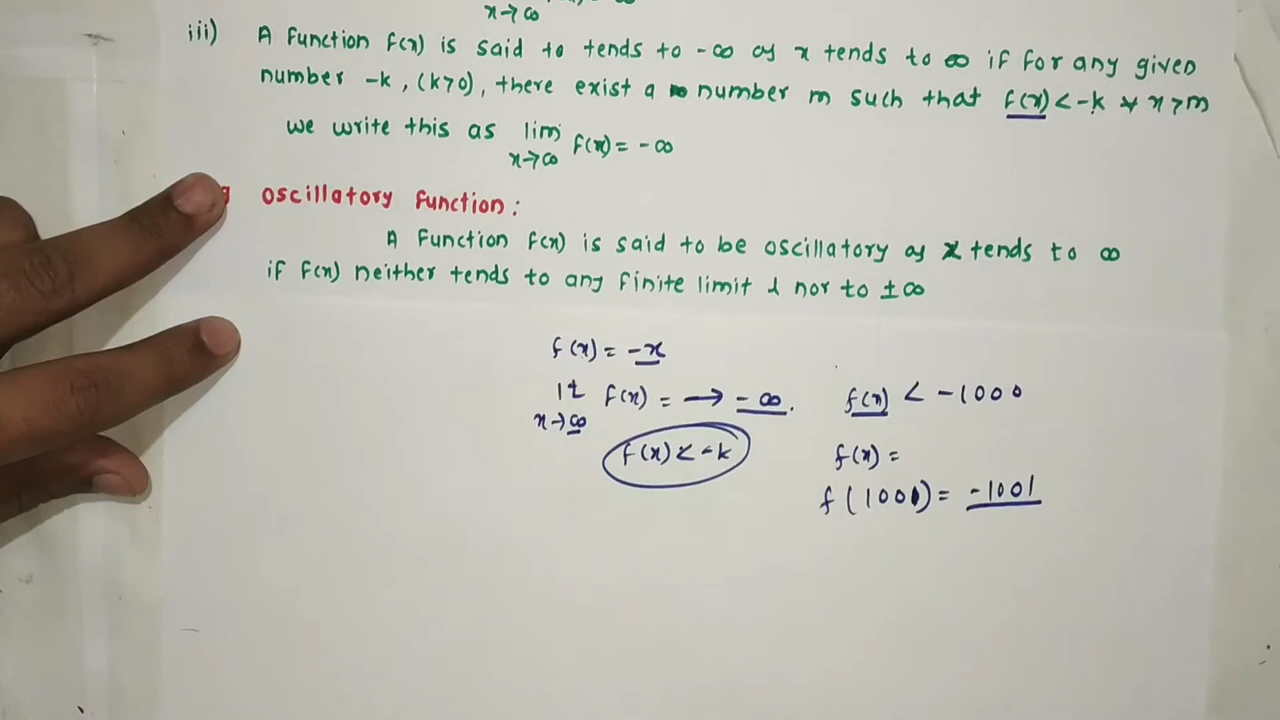 x→∞
iii) A function f(x) is said to tends to -∞ as x tends to ∞ if for any given
number -k, (k>0), there exist a number m such that f(x)<-k ∀ x>m
we write this as lim x→∞ f(x) = -∞
oscillatory function:
A function f(x) is said to be oscillatory as x tends to ∞
if f(x) neither tends to any finite limit l nor to ±∞
f(x) = -x
lt x→∞ f(x) = → -∞.
f(x) < -k
f(x) < -1000
f(x) =
f(1001) = -1001